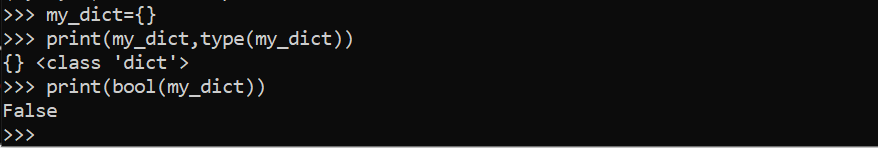 >>> my_dict={}
>>> print(my_dict,type(my_dict))
{} <class 'dict'>
>>> print(bool(my_dict))
False
>>>